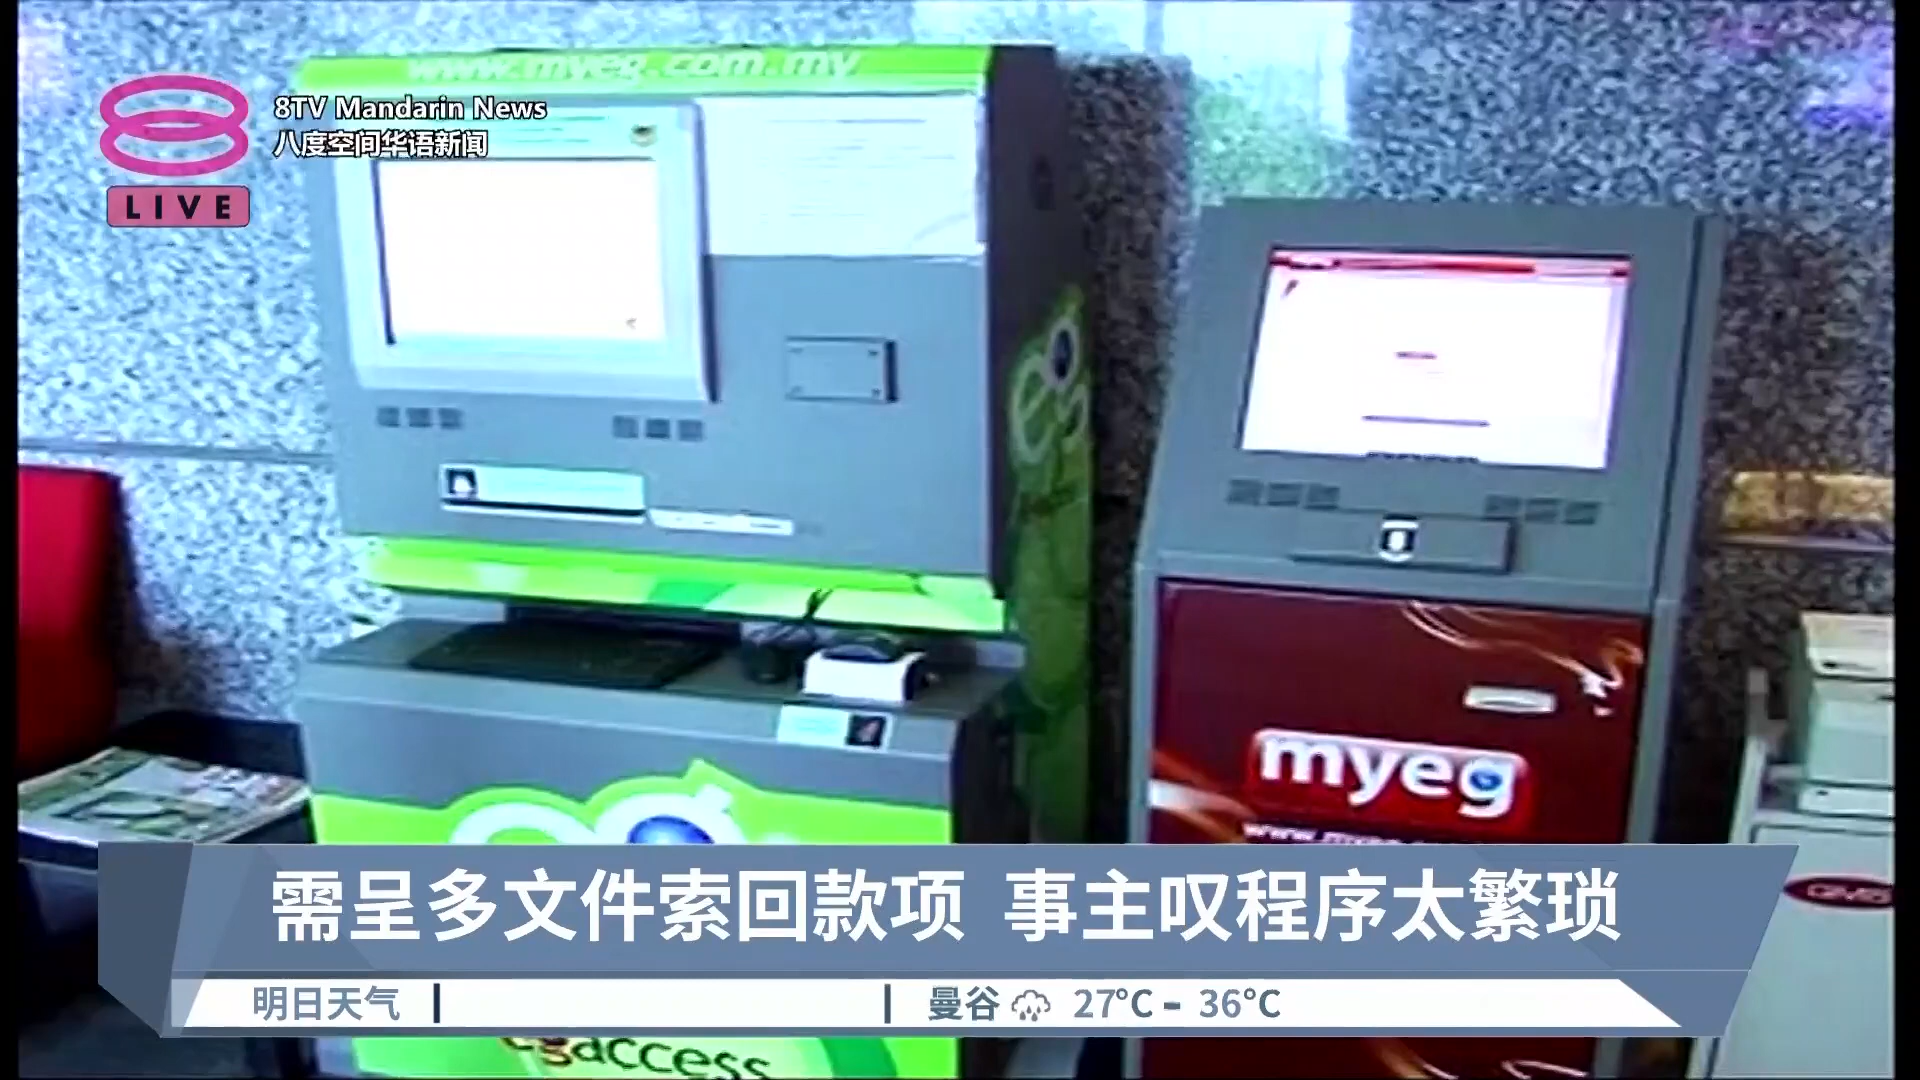 www.myeg.com.my
8TV Mandarin News
八度空间华语新闻
LIVE
eg
myeg
需呈多文件索回款项 事主叹程序太繁琐
明日天气
曼谷 27°C - 36°C
egaccess